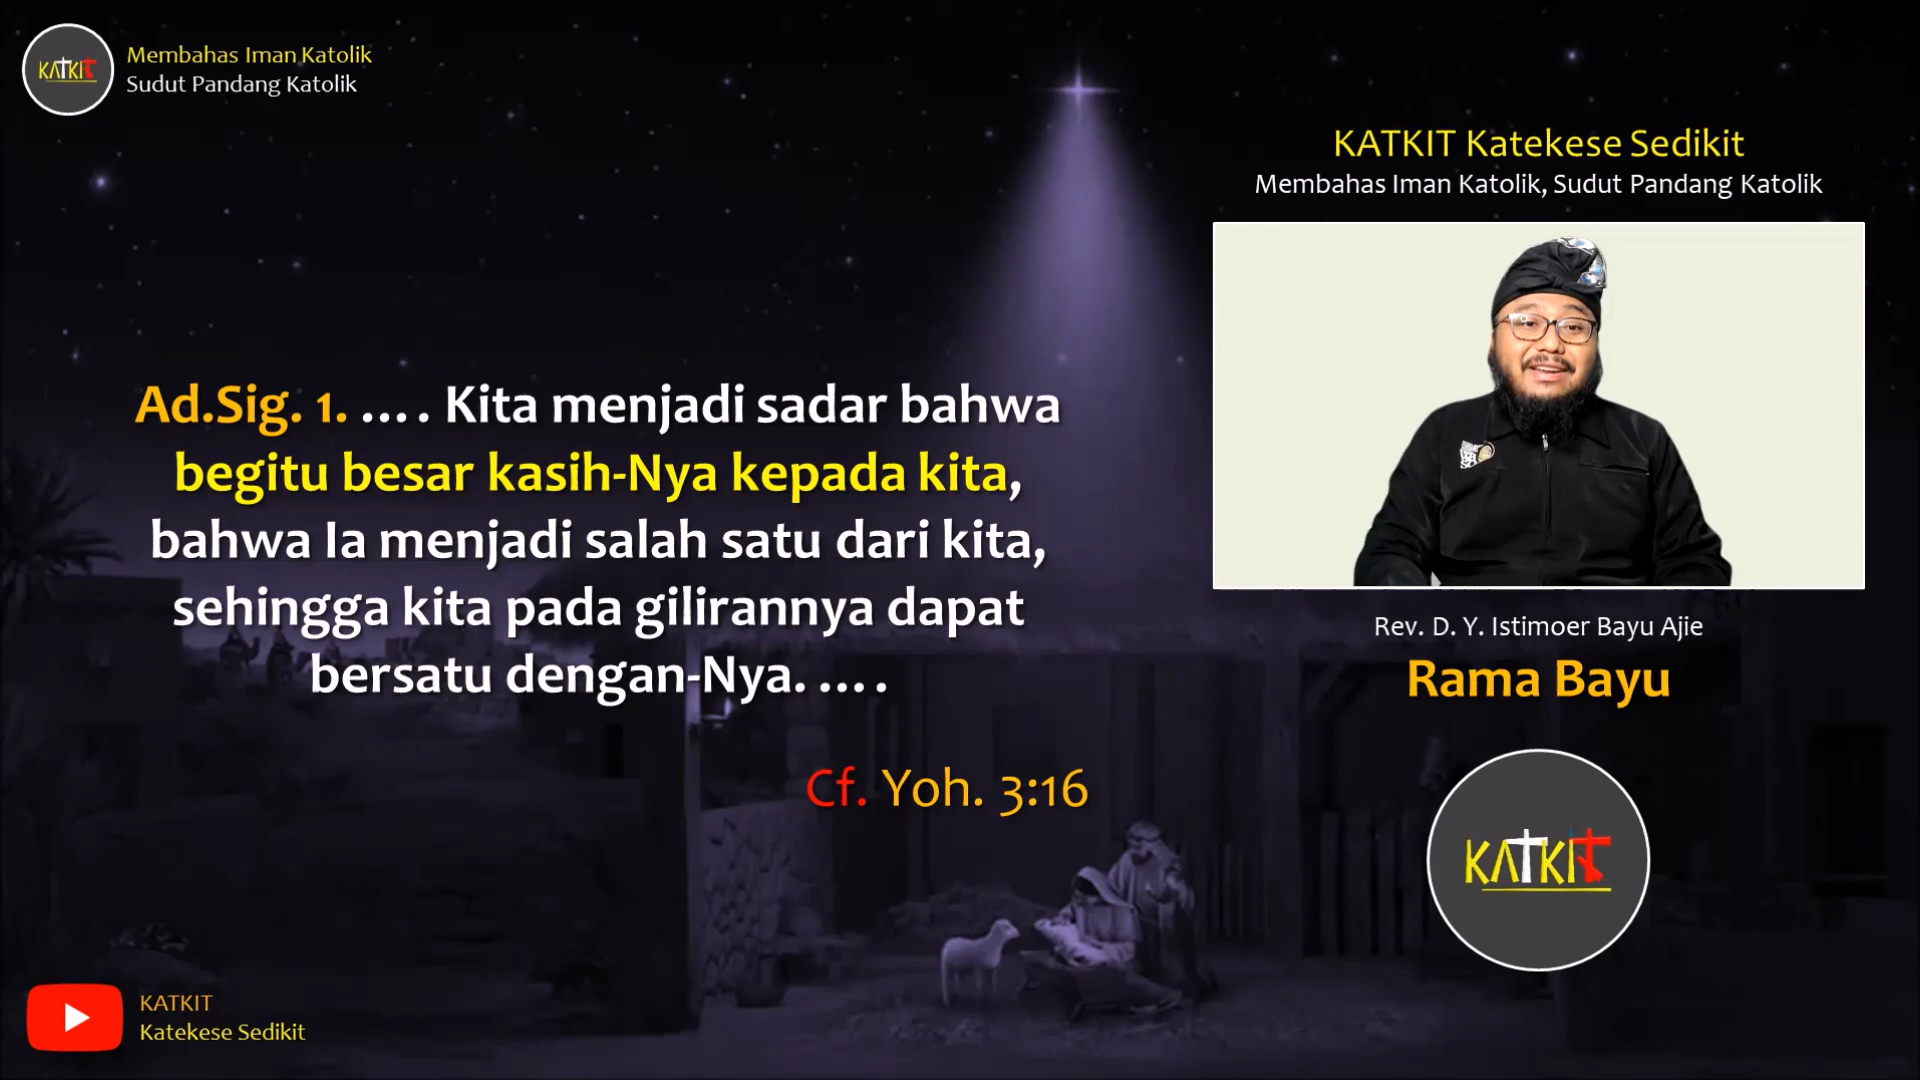 KATKIT
Membahas Iman Katolik
Sudut Pandang Katolik
KATKIT Katekese Sedikit
Membahas Iman Katolik, Sudut Pandang Katolik
Ad.Sig. 1. .... Kita menjadi sadar bahwa
begitu besar kasih-Nya kepada kita,
bahwa Ia menjadi salah satu dari kita,
sehingga kita pada gilirannya dapat
bersatu dengan-Nya. ....
Cf. Yoh. 3:16
Rev. D. Y. Istimoer Bayu Ajie
Rama Bayu
KATKIT
KATKIT
Katekese Sedikit